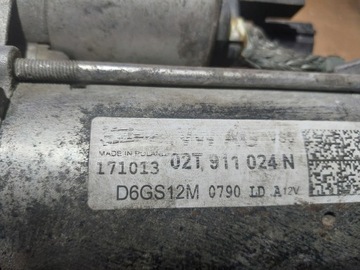 MADE IN POLAND
171013 02T 911 024 N
D6GS12M 0790 LD A 12V